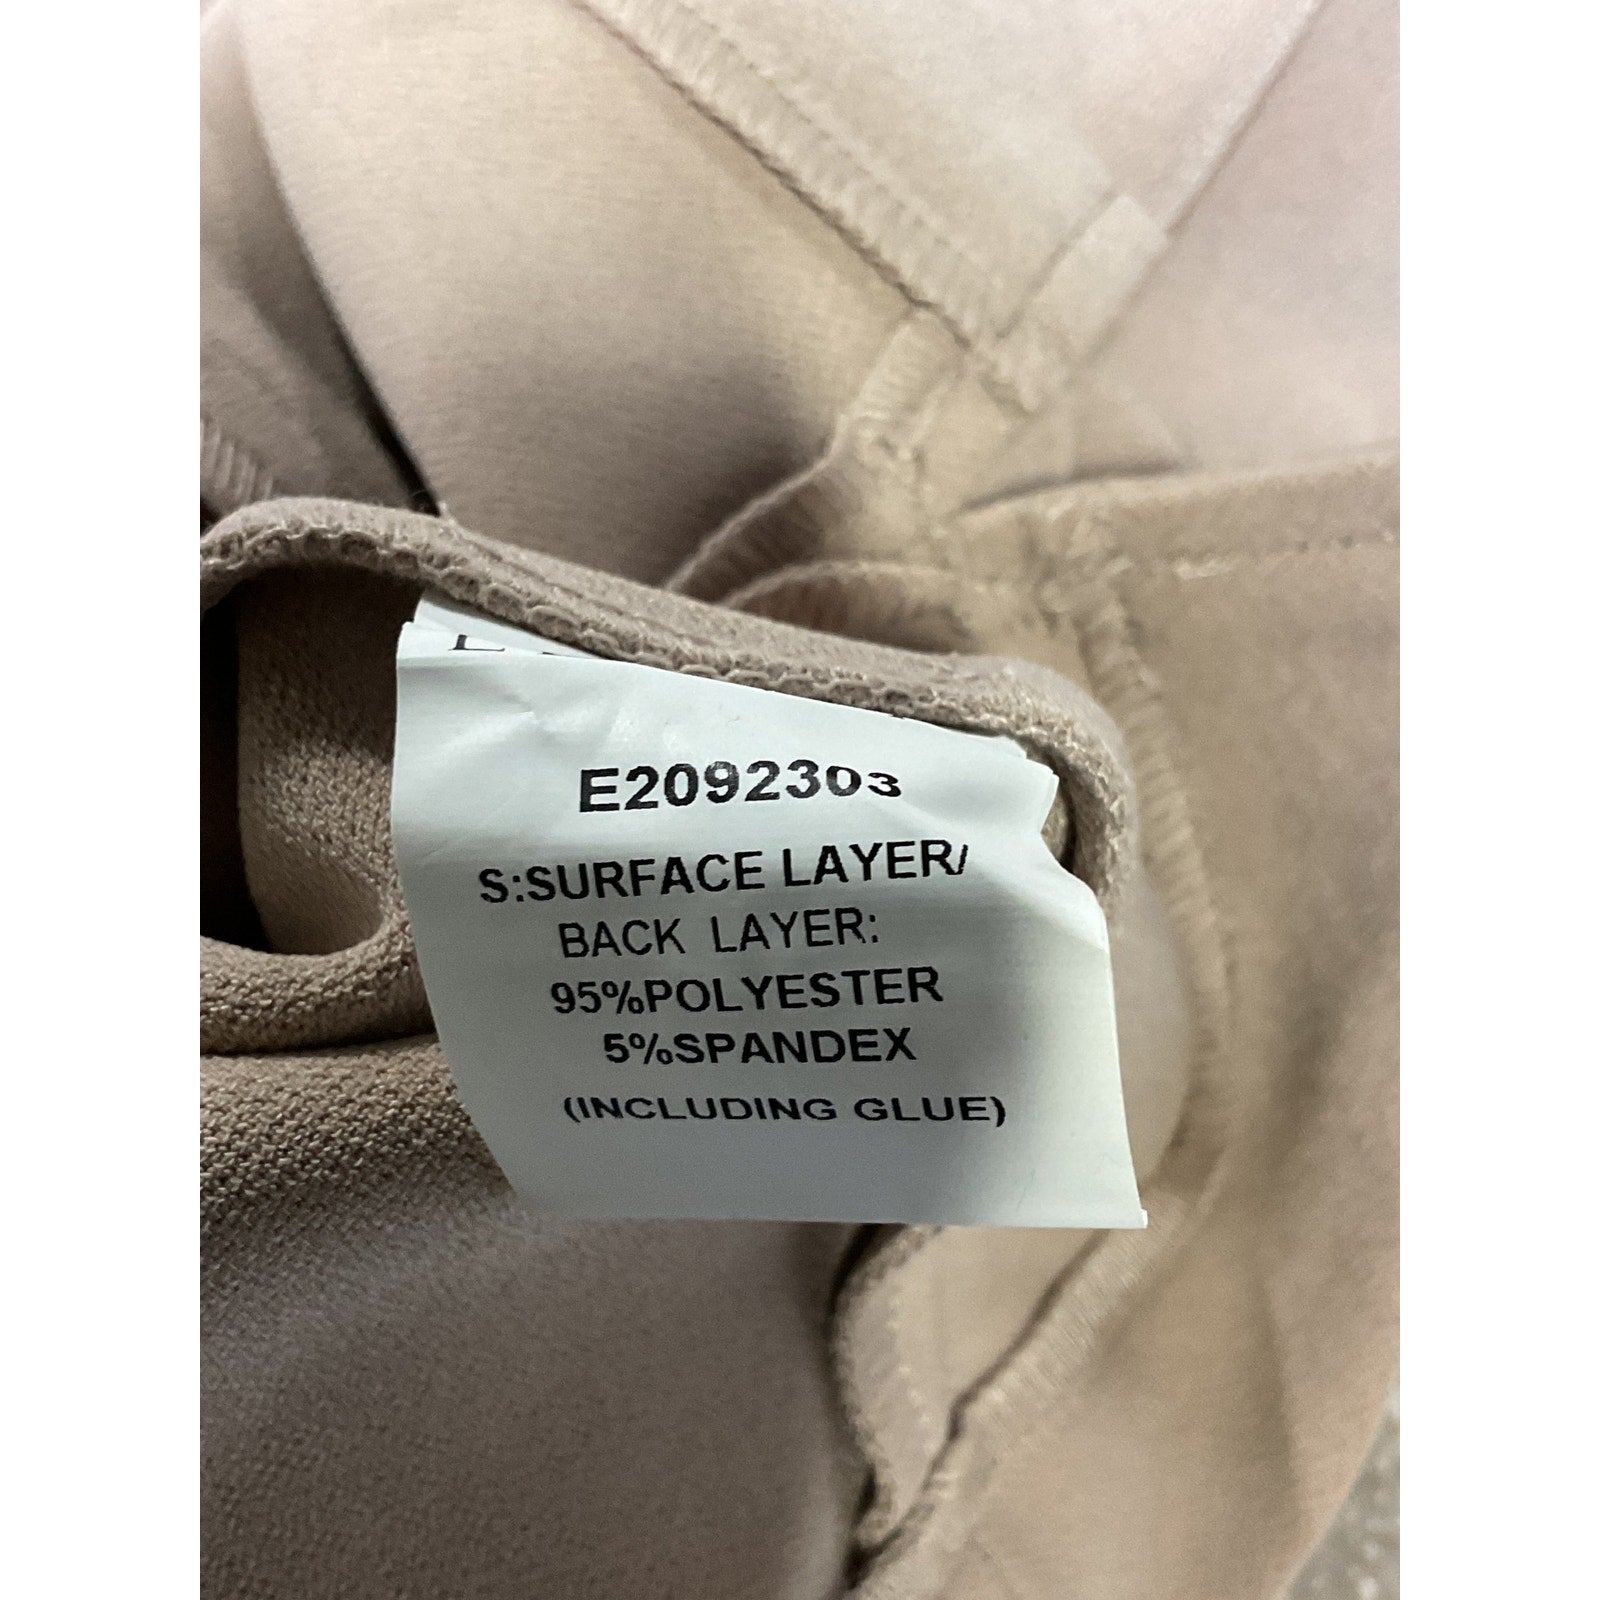 E2092303
S:SURFACE LAYER/
BACK LAYER:
95%POLYESTER
5%SPANDEX
(INCLUDING GLUE)